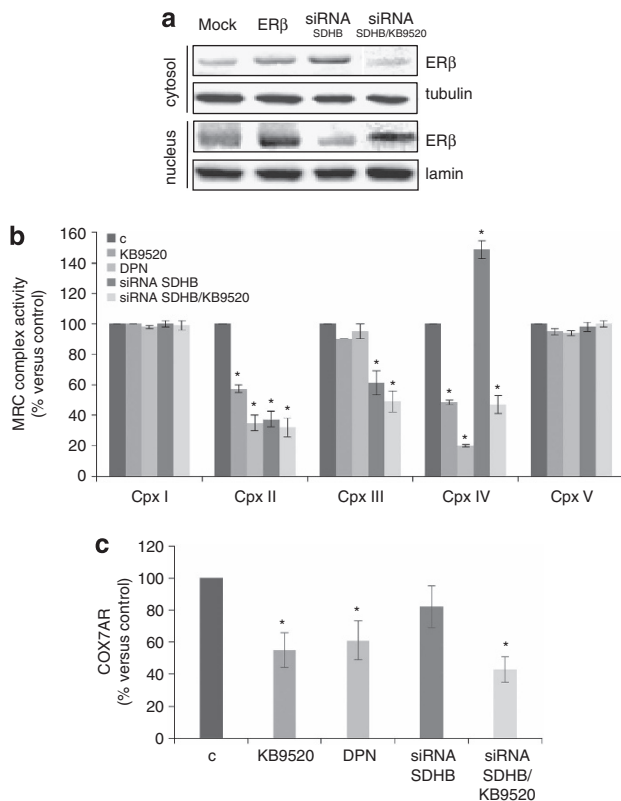 a
Mock ERβ siRNA SDHB siRNA SDHB/KB9520
cytosol
ERβ
tubulin
nucleus
ERβ
lamin
b
MRC complex activity
(% versus control)
160
140
120
100
80
60
40
20
0
c
KB9520
DPN
siRNA SDHB
siRNA SDHB/KB9520
* * * *
* *
* * * *
Cpx I Cpx II Cpx III Cpx IV Cpx V
c
COX7AR
(% versus control)
120
100
80
60
40
20
0
* * *
c KB9520 DPN siRNA SDHB siRNA SDHB/ KB9520